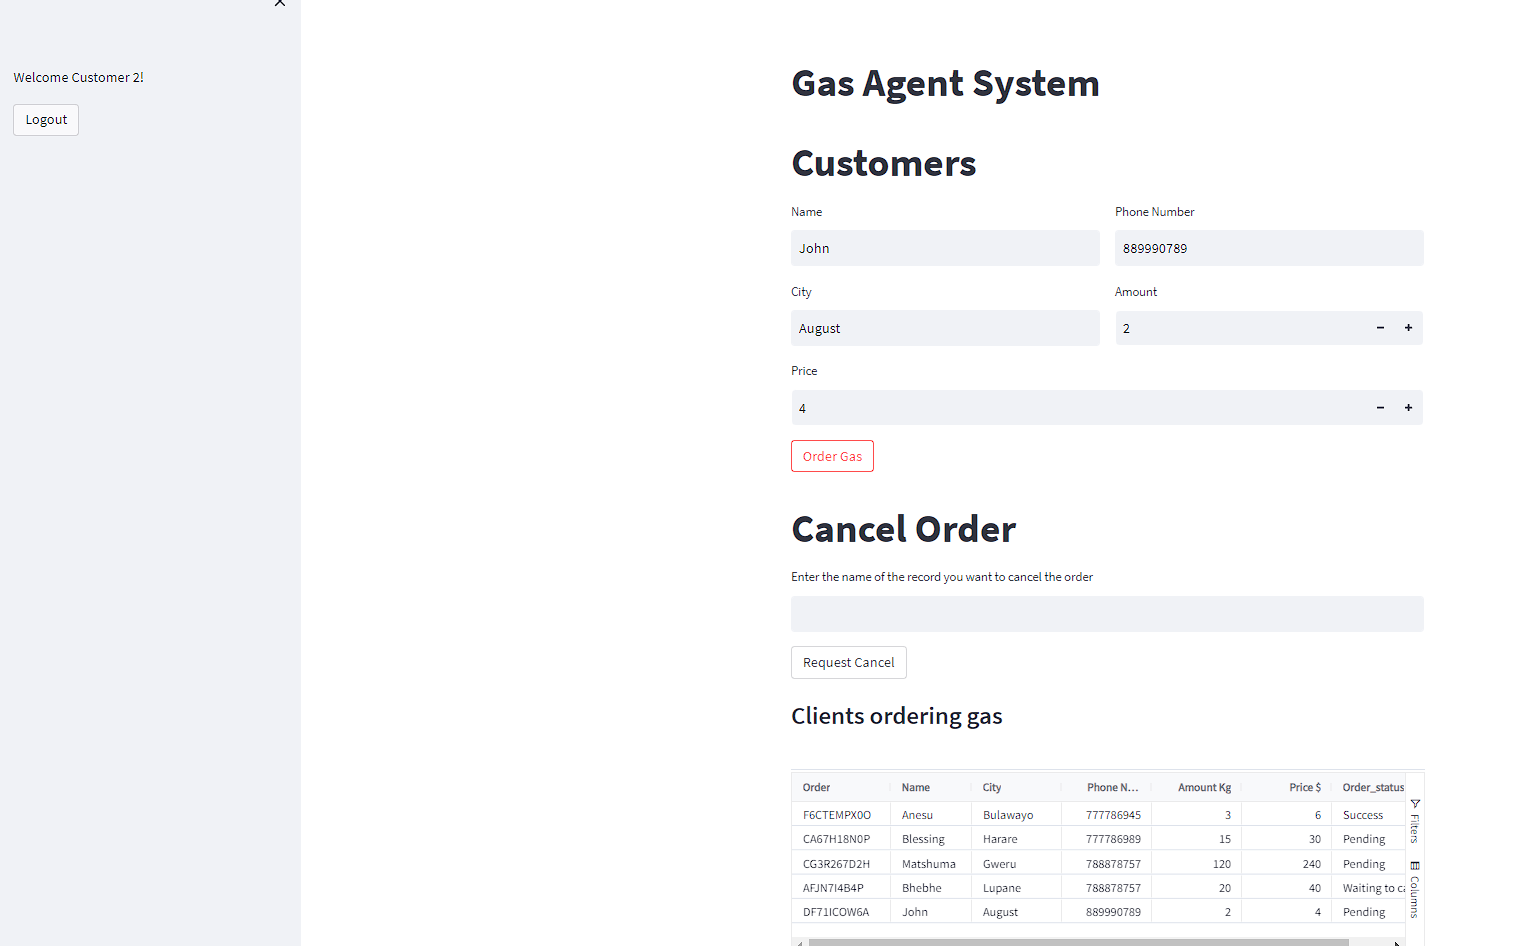 Welcome Customer 2!
Logout
Gas Agent System
Customers
Name Phone Number
John 889990789
City Amount
August 2
Price
4
Order Gas
Cancel Order
Enter the name of the record you want to cancel the order
Request Cancel
Clients ordering gas
Order Name City Phone N... Amount Kg Price $ Order_status
F6CTEMPX0O Anesu Bulawayo 777786945 3 6 Success
CA67H18N0P Blessing Harare 777786989 15 30 Pending
CG3R267D2H Matshuma Gweru 788878757 120 240 Pending
AFJN7I4B4P Bhebhe Lupane 788878757 20 40 Waiting to ca
DF71ICOW6A John August 889990789 2 4 Pending
Filters
Columns